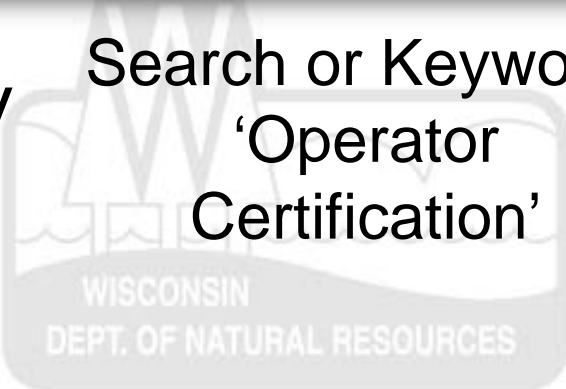 Search or Keywo
‘Operator
Certification’
WISCONSIN
DEPT. OF NATURAL RESOURCES